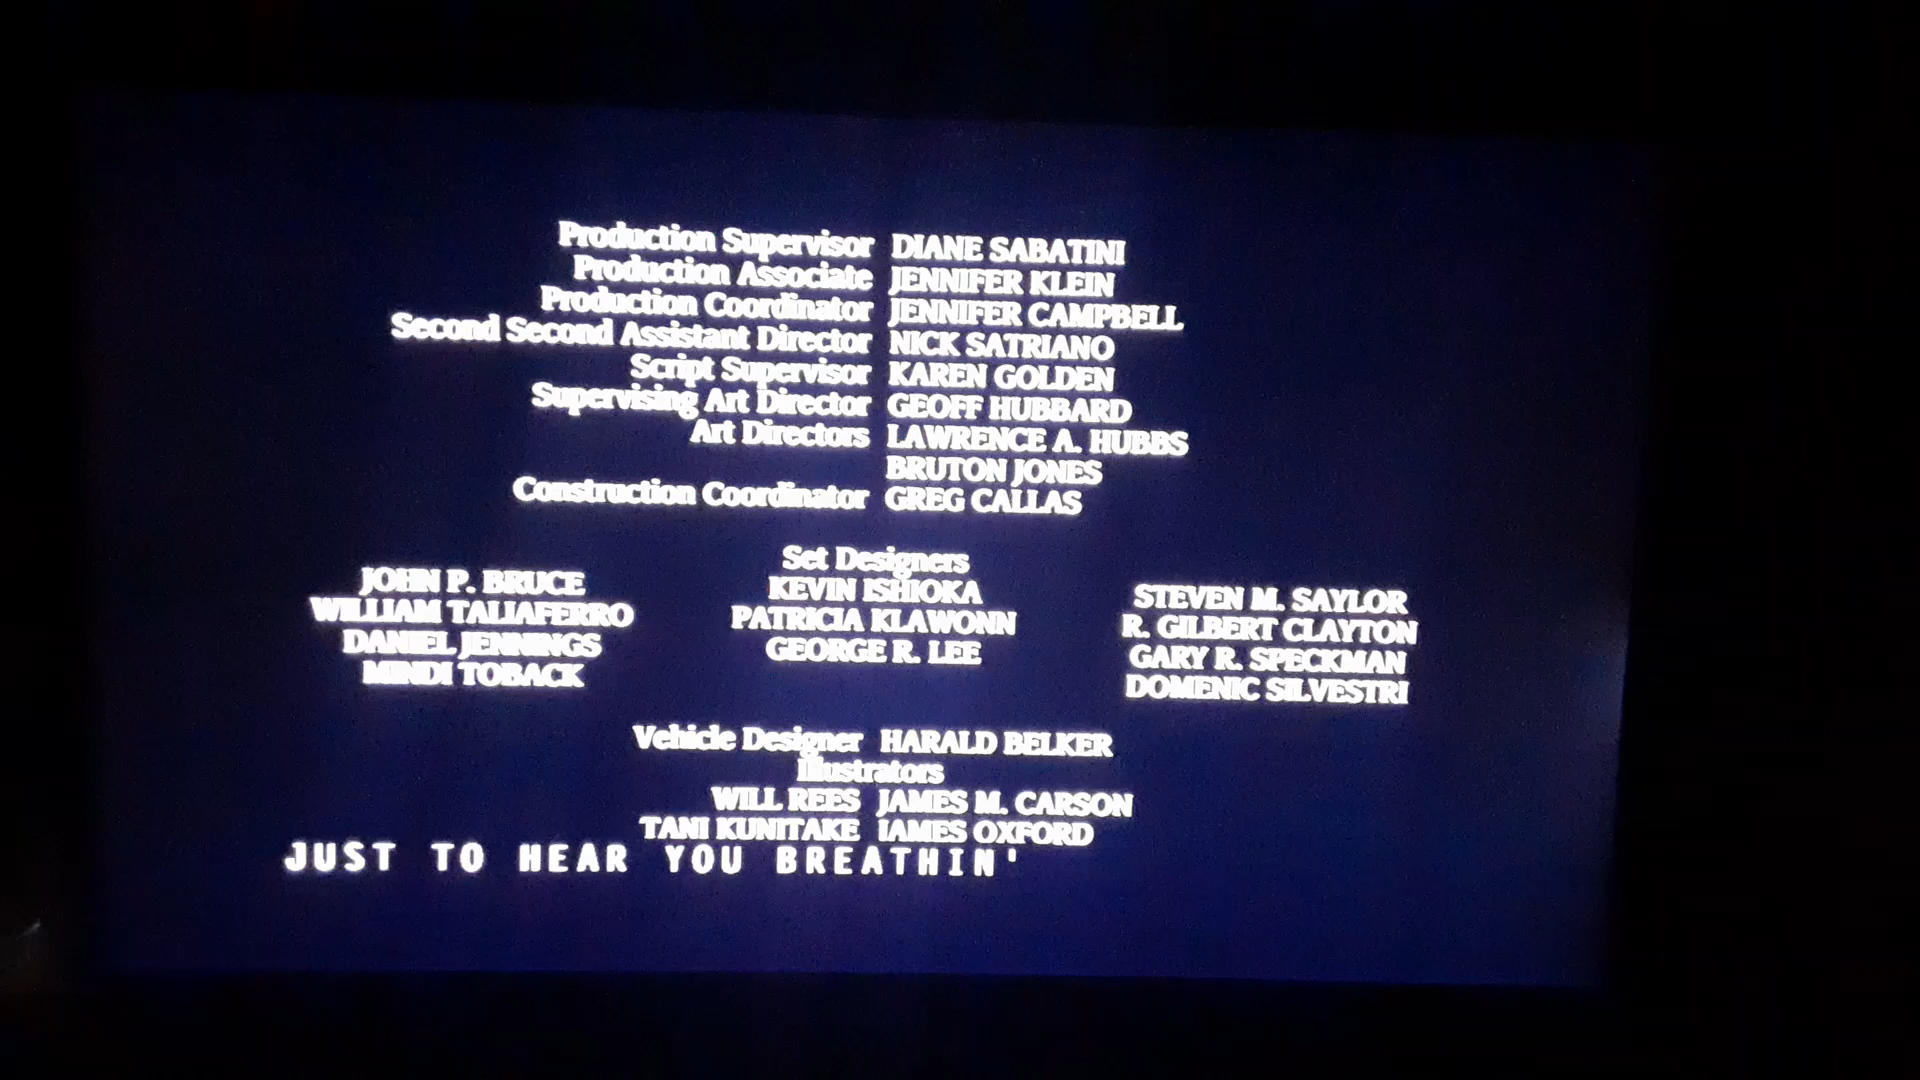 Production Supervisor DIANE SABATINI
Production Associate JENNIFER KLEIN
Production Coordinator JENNIFER CAMPBELL
Second Second Assistant Director NICK SATRIANO
Script Supervisor KAREN GOLDEN
Supervising Art Director GEOFF HUBBARD
Art Directors LAWRENCE A. HUBBS
BRUTON JONES
Construction Coordinator GREG CALLAS
Set Designers
JOHN P. BRUCE KEVIN ISHIOKA STEVEN M. SAYLOR
WILLIAM TALIAFERRO PATRICIA KLAWONN R. GILBERT CLAYTON
DANIEL JENNINGS GEORGE R. LEE GARY R. SPECKMAN
MINDI TOBACK DOMENIC SILVESTRI
Vehicle Designer HARALD BELKER
Illustrators
WILL REES JAMES M. CARSON
TANI KUNITAKE JAMES OXFORD
JUST TO HEAR YOU BREATHIN'